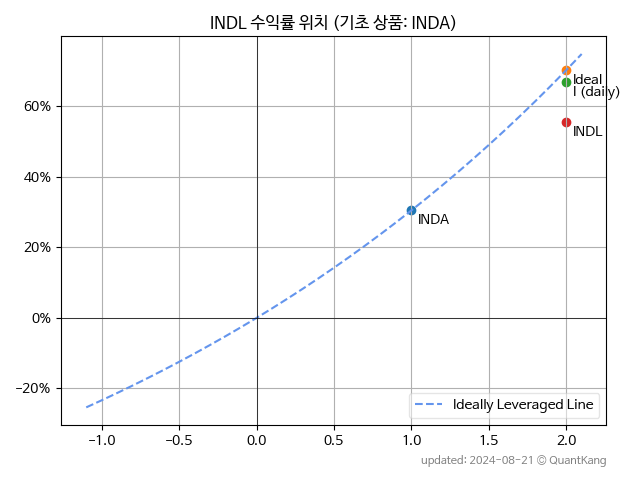 INDL 수익률 위치 (기초 상품: INDA)
60%
40%
20%
0%
−20%
Ideal
I (daily)
INDL
INDA
Ideally Leveraged Line
−1.0 −0.5 0.0 0.5 1.0 1.5 2.0
updated: 2024-08-21 © QuantKang